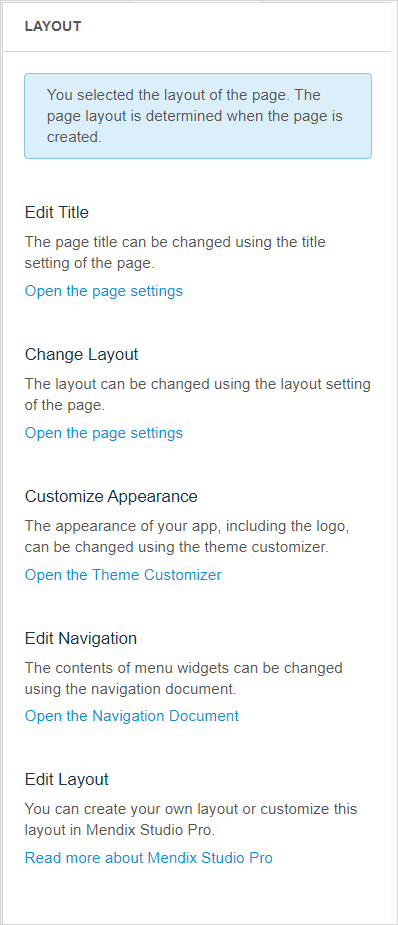 LAYOUT
You selected the layout of the page. The
page layout is determined when the page is
created.
Edit Title
The page title can be changed using the title
setting of the page.
Open the page settings
Change Layout
The layout can be changed using the layout setting
of the page.
Open the page settings
Customize Appearance
The appearance of your app, including the logo,
can be changed using the theme customizer.
Open the Theme Customizer
Edit Navigation
The contents of menu widgets can be changed
using the navigation document.
Open the Navigation Document
Edit Layout
You can create your own layout or customize this
layout in Mendix Studio Pro.
Read more about Mendix Studio Pro